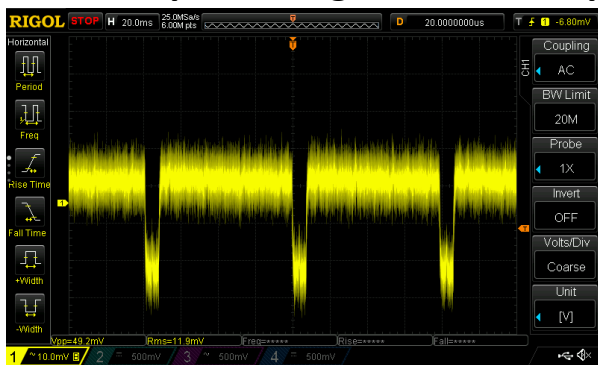 RIGOL STOP H 20.0ms 25.0MSa/s 6.00M pts D 20.0000000us T 1 -6.80mV
Horizontal
Period
Freq
Rise Time
Fall Time
+Width
-Width
CH1
Coupling
AC
BW Limit
20M
Probe
1X
Invert
OFF
Volts/Div
Coarse
Unit
[V]
T
1
T
Vpp=49.2mV Rms=11.9mV Freq=***** Rise=***** Fall=*****
1 ~ 10.0mV B 2 = 500mV 3 ~ 500mV 4 = 500mV